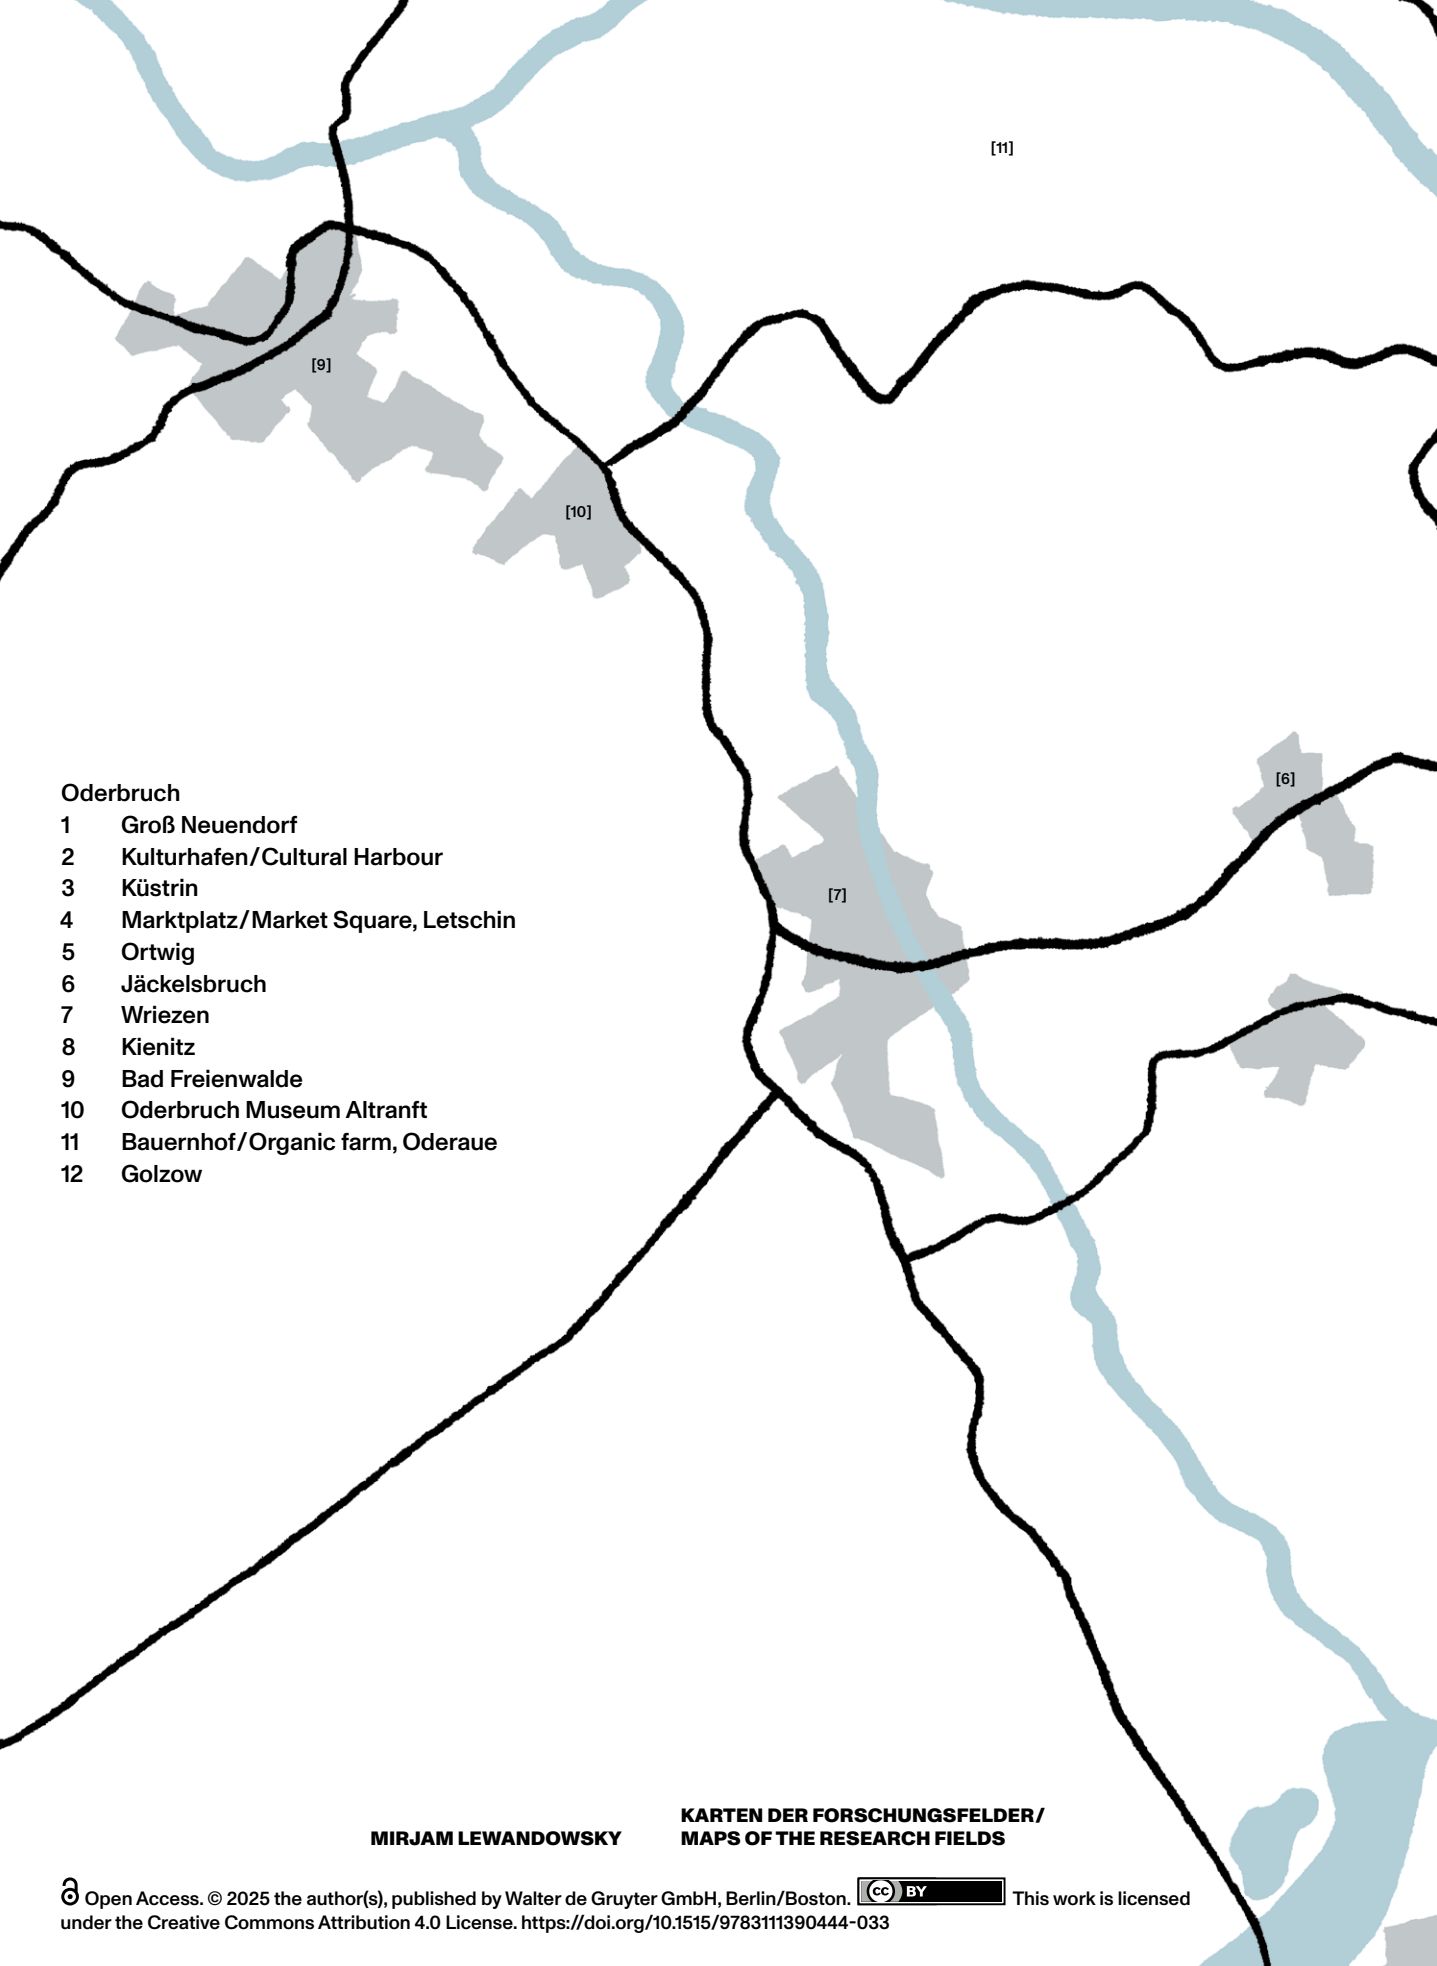 [11]
[9]
[10]
[6]
[7]
Oderbruch
1 Groß Neuendorf
2 Kulturhafen/Cultural Harbour
3 Küstrin
4 Marktplatz/Market Square, Letschin
5 Ortwig
6 Jäckelsbruch
7 Wriezen
8 Kienitz
9 Bad Freienwalde
10 Oderbruch Museum Altranft
11 Bauernhof/Organic farm, Oderaue
12 Golzow
MIRJAM LEWANDOWSKY
KARTEN DER FORSCHUNGSFELDER/
MAPS OF THE RESEARCH FIELDS
Open Access. © 2025 the author(s), published by Walter de Gruyter GmbH, Berlin/Boston. cc BY This work is licensed
under the Creative Commons Attribution 4.0 License. https://doi.org/10.1515/9783111390444-033